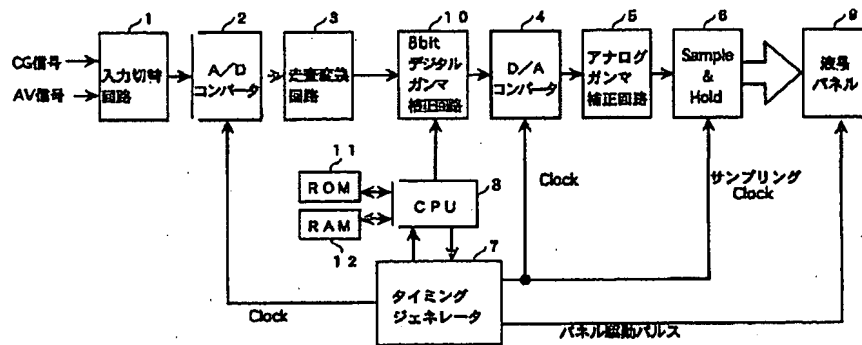 1
2
3
10
4
5
6
9
CG信号
AV信号
入力切替
回路
A/D
コンバータ
走査変換
回路
8bit
デジタル
ガンマ
補正回路
D/A
コンバータ
アナログ
ガンマ
補正回路
Sample
&
Hold
液晶
パネル
11
ROM
RAM
12
CPU
8
7
Clock
サンプリング
Clock
タイミング
ジェネレータ
Clock
パネル駆動パルス